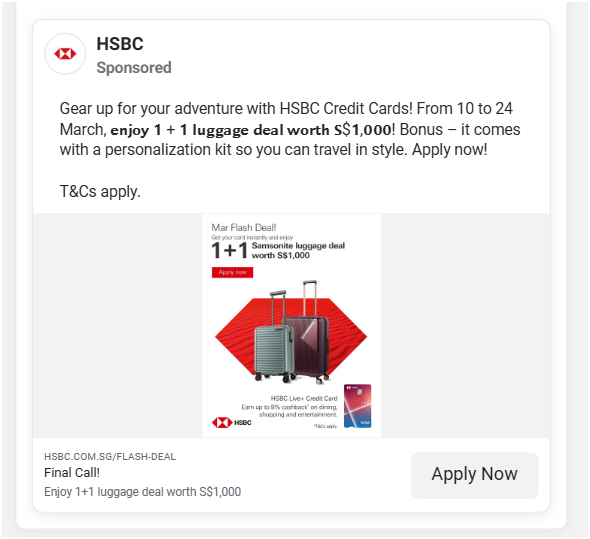 HSBC
Sponsored
Gear up for your adventure with HSBC Credit Cards! From 10 to 24
March, enjoy 1 + 1 luggage deal worth S$1,000! Bonus – it comes
with a personalization kit so you can travel in style. Apply now!
T&Cs apply.
Mar Flash Deal!
Get your card instantly and enjoy
1+1 Samsonite luggage deal
worth S$1,000
Apply now
HSBC Live+ Credit Card
Earn up to 8% cashback* on dining,
shopping and entertainment.
HSBC
*T&Cs apply.
HSBC.COM.SG/FLASH-DEAL
Final Call!
Enjoy 1+1 luggage deal worth S$1,000
Apply Now